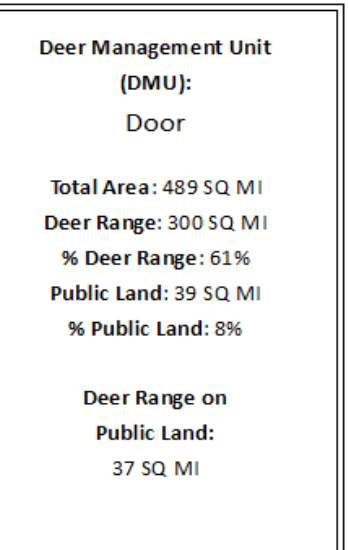 Deer Management Unit
(DMU):
Door
Total Area: 489 SQ MI
Deer Range: 300 SQ MI
% Deer Range: 61%
Public Land: 39 SQ MI
% Public Land: 8%
Deer Range on
Public Land:
37 SQ MI